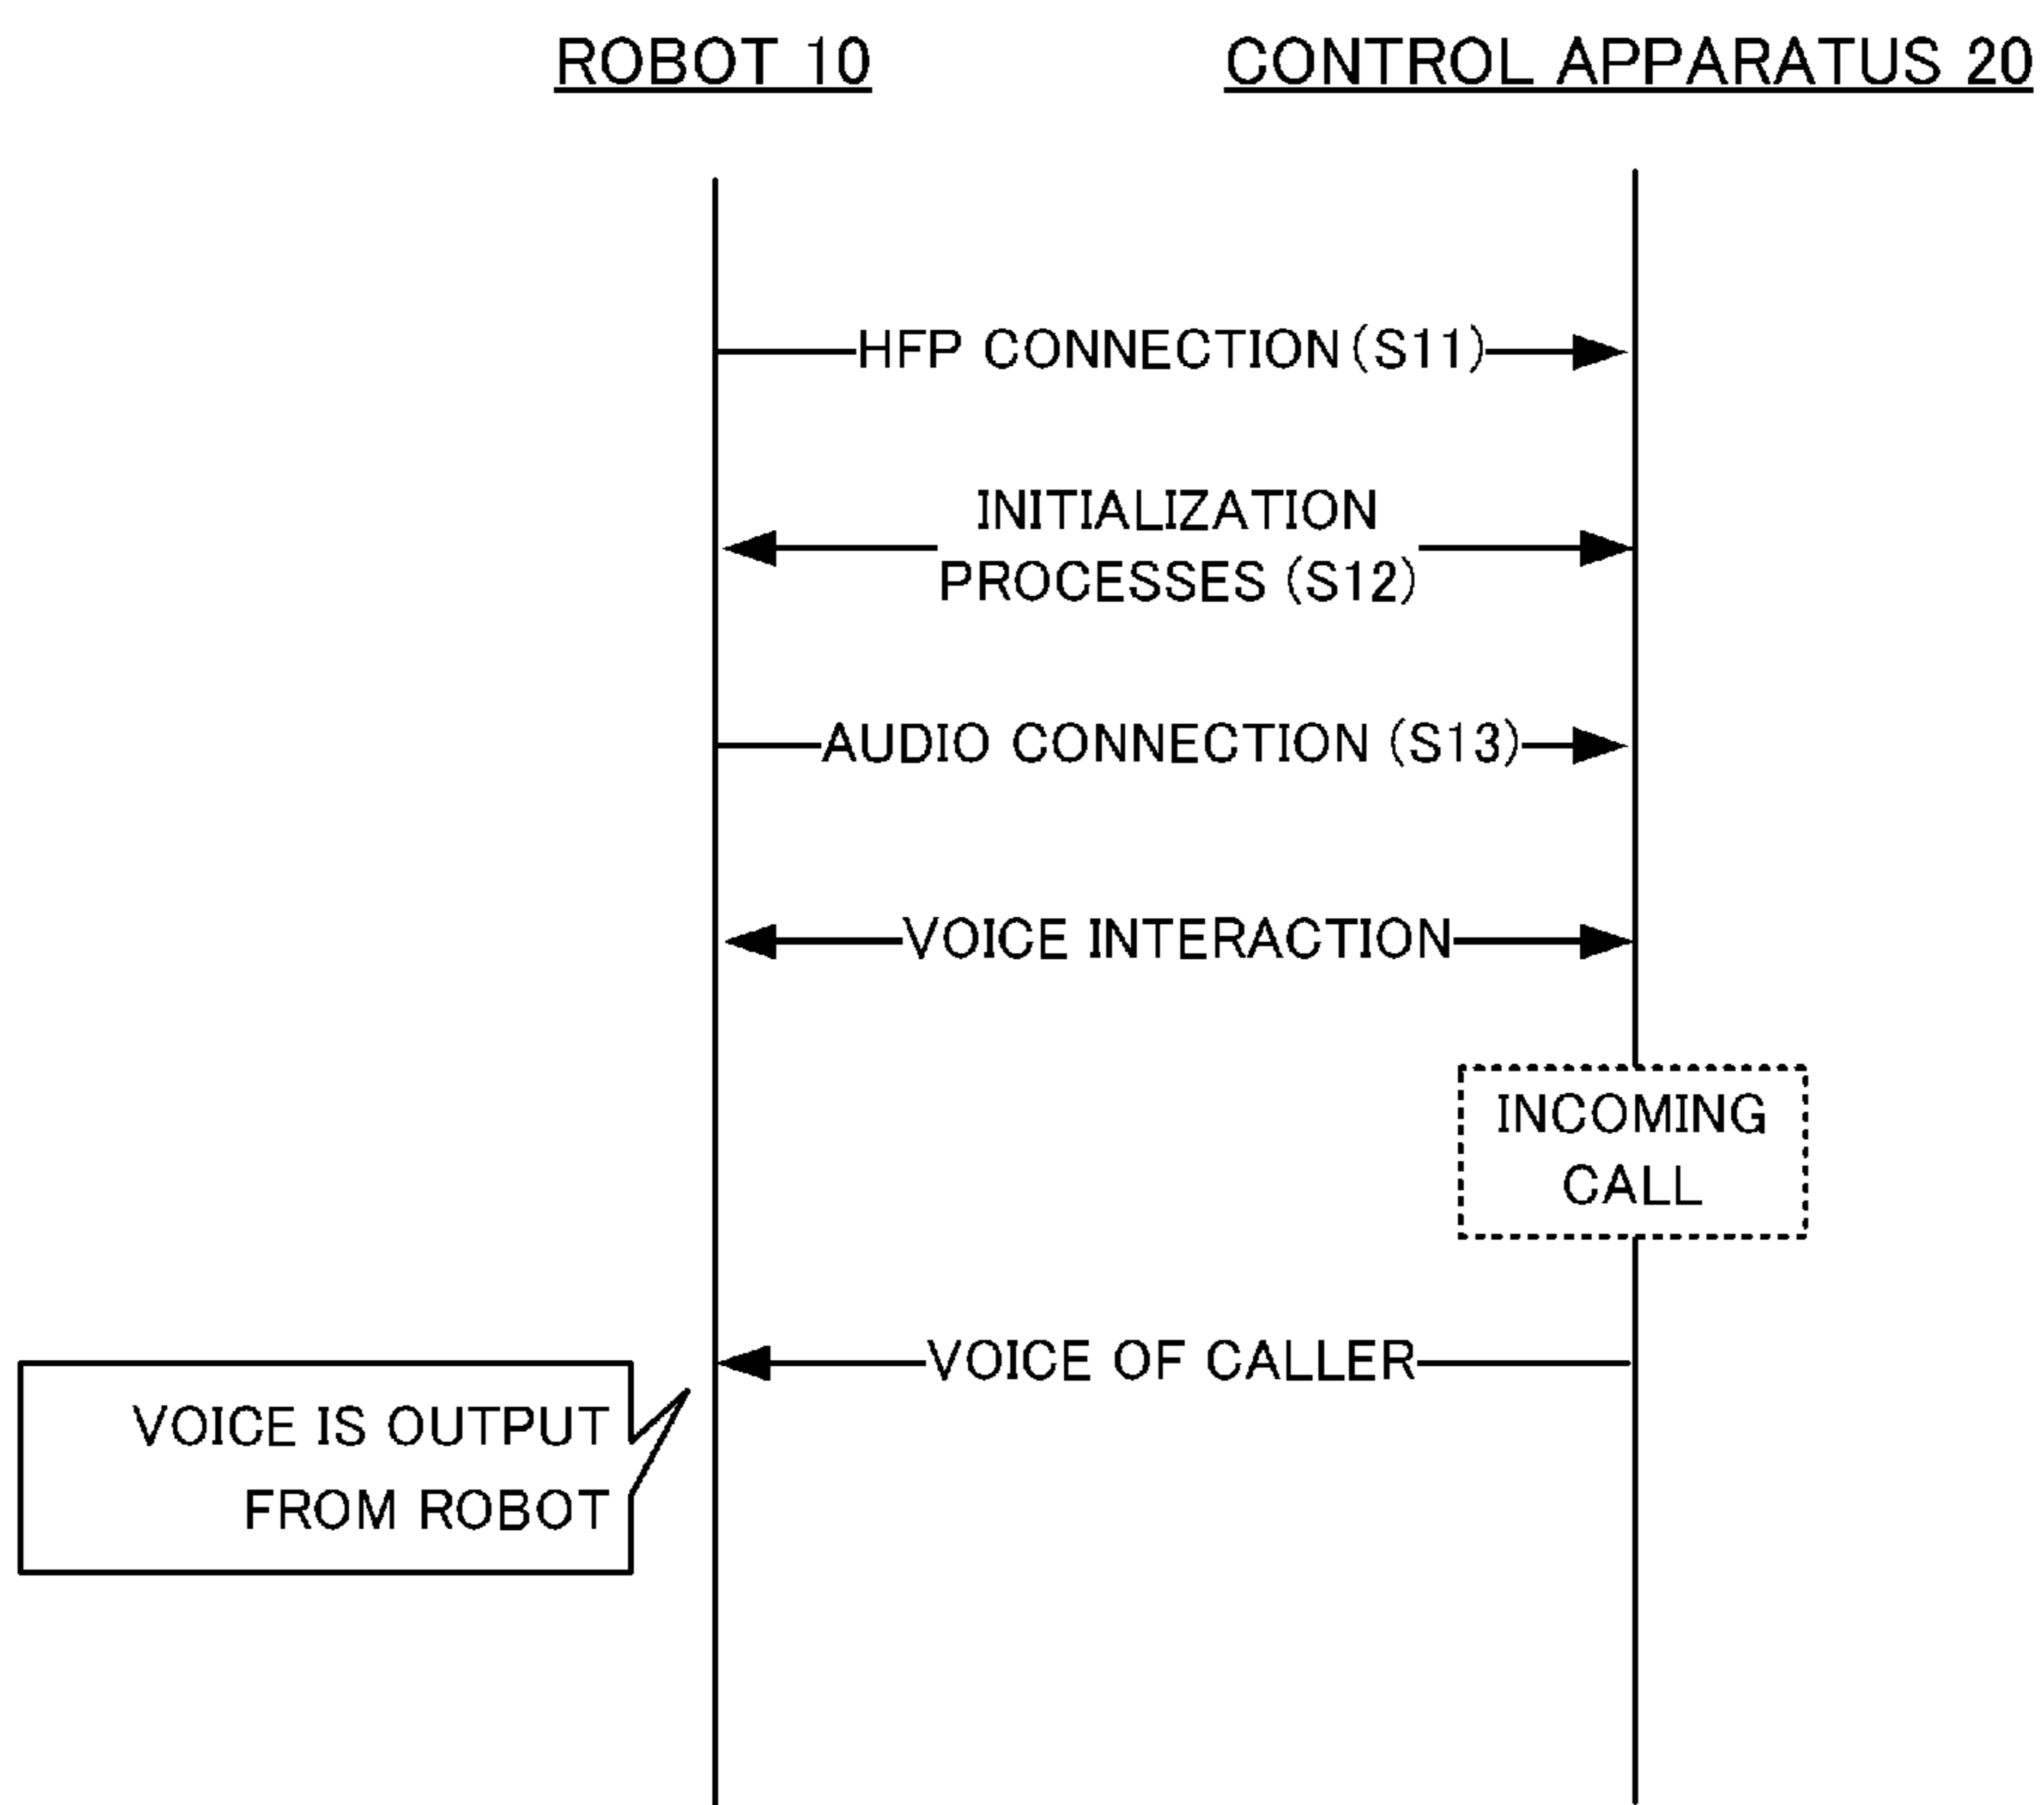 ROBOT 10
CONTROL APPARATUS 20
HFP CONNECTION(S11)
INITIALIZATION
PROCESSES (S12)
AUDIO CONNECTION (S13)
VOICE INTERACTION
INCOMING
CALL
VOICE OF CALLER
VOICE IS OUTPUT
FROM ROBOT